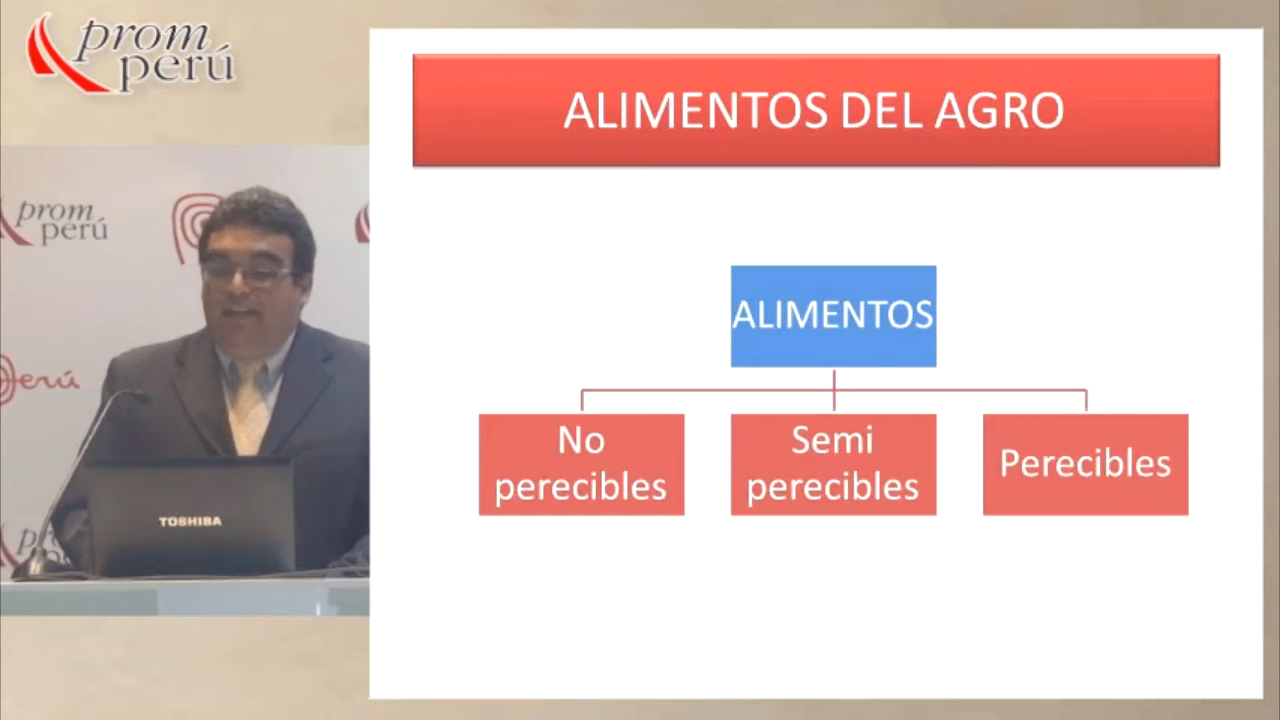 prom
perú
ALIMENTOS DEL AGRO
prom
perú
ALIMENTOS
Perú
No
perecibles
Semi
perecibles
Perecibles
TOSHIBA